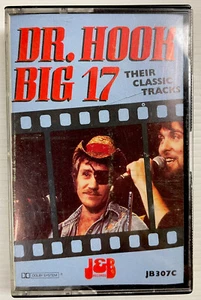 DR. HOOK
BIG 17
THEIR
CLASSIC
TRACKS
J&B
JB307C